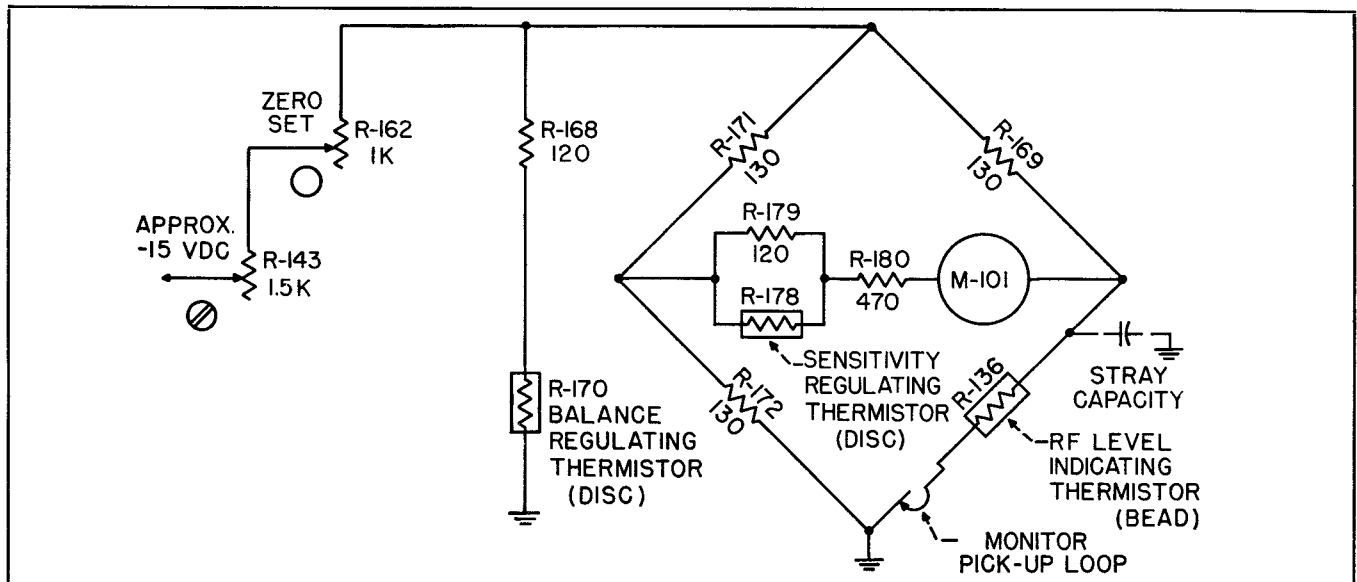 ZERO
SET
R-162
1K
R-168
120
R-171
130
R-169
130
APPROX.
-15 VDC
R-143
1.5K
R-179
120
R-180
470
M-101
R-178
SENSITIVITY
REGULATING
THERMISTOR
(DISC)
R-172
130
R-136
STRAY
CAPACITY
R-170
BALANCE
REGULATING
THERMISTOR
(DISC)
RF LEVEL
INDICATING
THERMISTOR
(BEAD)
MONITOR
PICK-UP LOOP